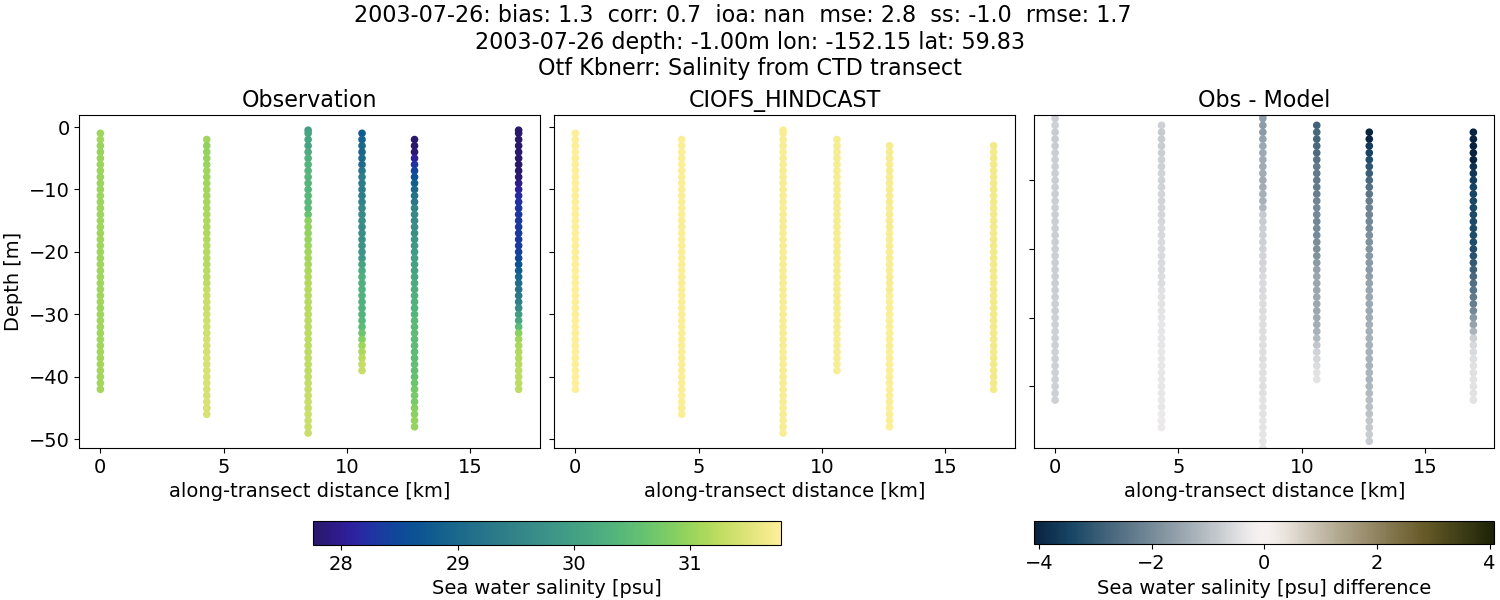 2003-07-26: bias: 1.3 corr: 0.7 ioa: nan mse: 2.8 ss: -1.0 rmse: 1.7
2003-07-26 depth: -1.00m lon: -152.15 lat: 59.83
Otf Kbnerr: Salinity from CTD transect
Observation
CIOFS_HINDCAST
Obs - Model
Depth [m]
0
−10
−20
−30
−40
−50
0 5 10 15
0 5 10 15
0 5 10 15
along-transect distance [km]
along-transect distance [km]
along-transect distance [km]
28 29 30 31
Sea water salinity [psu]
−4 −2 0 2 4
Sea water salinity [psu] difference